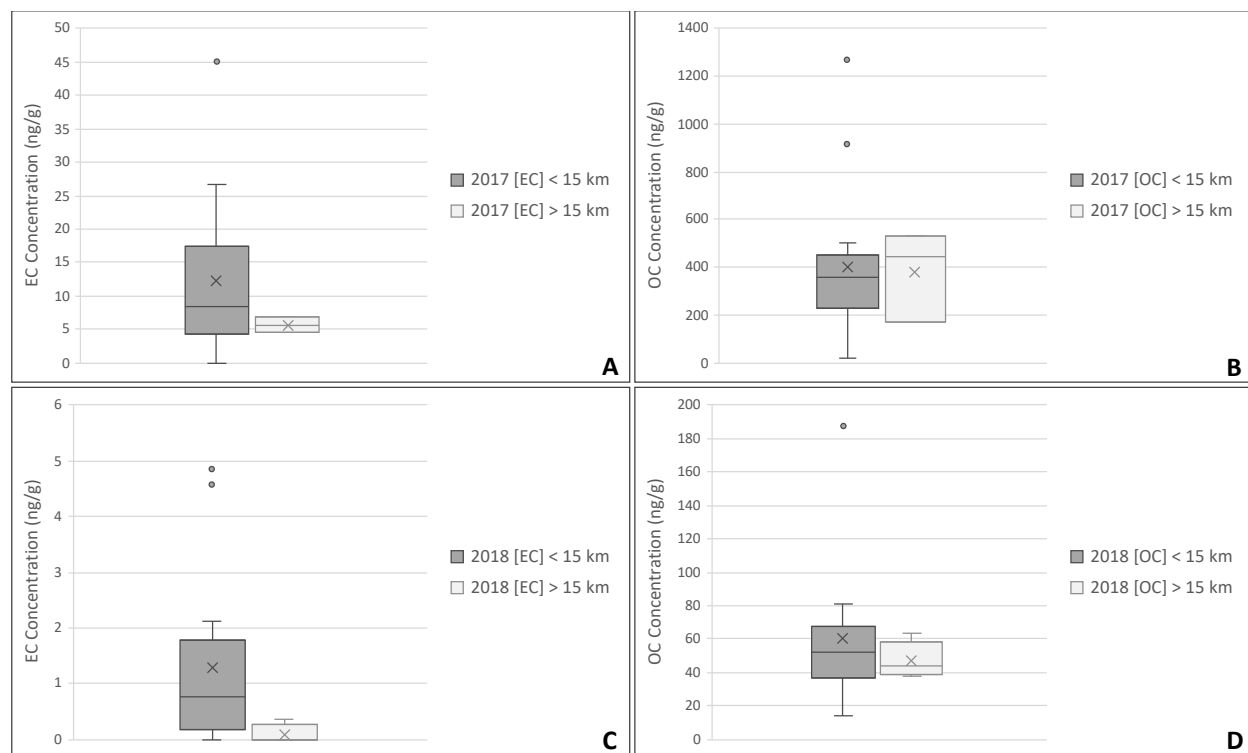 50
45
40
35
30
25
20
15
10
5
0
EC Concentration (ng/g)
2017 [EC] < 15 km
2017 [EC] > 15 km
A
1400
1200
1000
800
600
400
200
0
OC Concentration (ng/g)
2017 [OC] < 15 km
2017 [OC] > 15 km
B
6
5
4
3
2
1
0
EC Concentration (ng/g)
2018 [EC] < 15 km
2018 [EC] > 15 km
C
200
180
160
140
120
100
80
60
40
20
0
OC Concentration (ng/g)
2018 [OC] < 15 km
2018 [OC] > 15 km
D